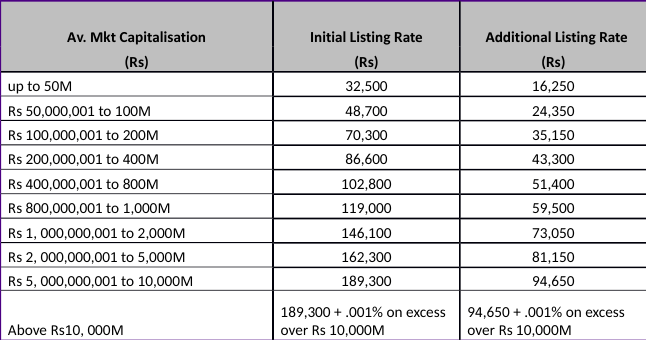 Av. Mkt Capitalisation Initial Listing Rate Additional Listing Rate
(Rs) (Rs) (Rs)
up to 50M 32,500 16,250
Rs 50,000,001 to 100M 48,700 24,350
Rs 100,000,001 to 200M 70,300 35,150
Rs 200,000,001 to 400M 86,600 43,300
Rs 400,000,001 to 800M 102,800 51,400
Rs 800,000,001 to 1,000M 119,000 59,500
Rs 1, 000,000,001 to 2,000M 146,100 73,050
Rs 2, 000,000,001 to 5,000M 162,300 81,150
Rs 5, 000,000,001 to 10,000M 189,300 94,650
189,300 + .001% on excess 94,650 + .001% on excess
Above Rs10, 000M over Rs 10,000M over Rs 10,000M